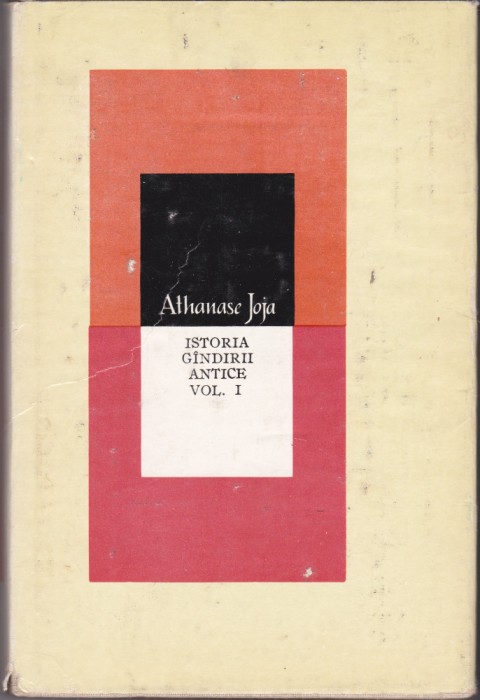 Athanase Joja
ISTORIA
GÎNDIRII
ANTICE
VOL. I